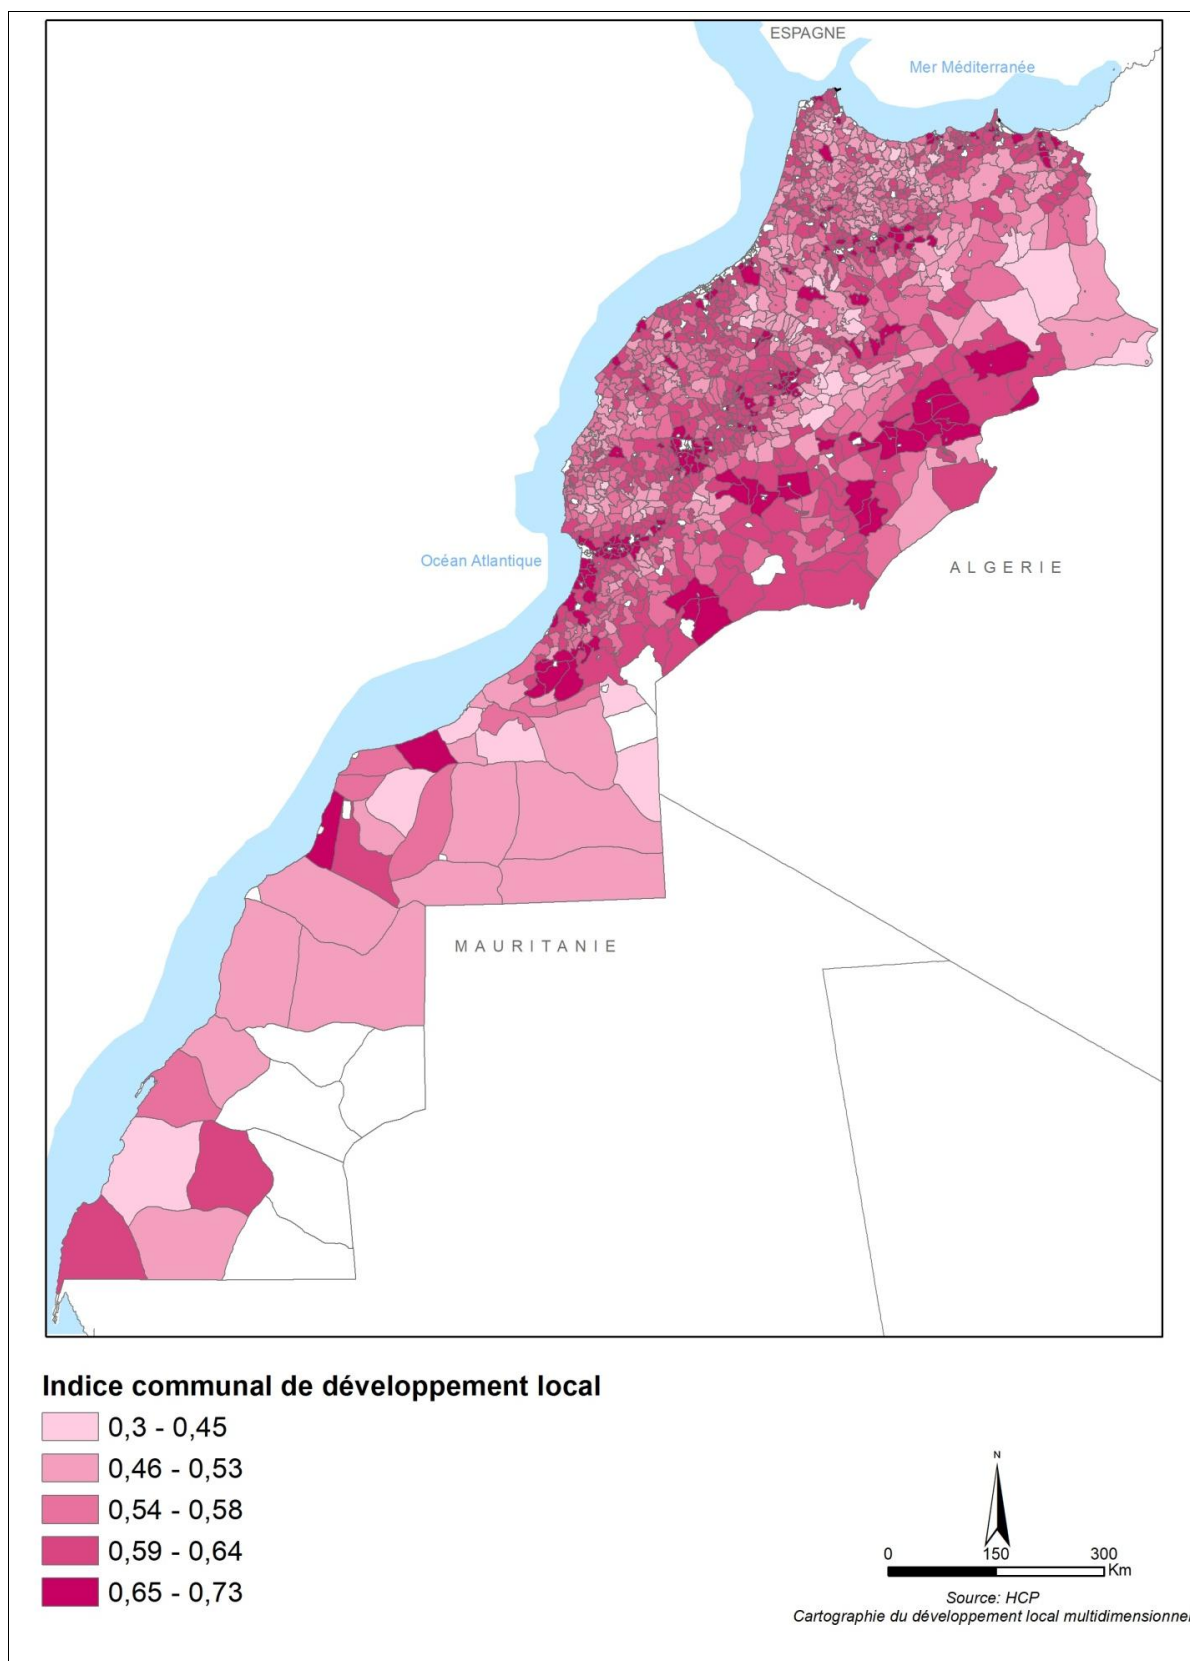 ESPAGNE
Mer Méditerranée
Océan Atlantique
ALGERIE
MAURITANIE
Indice communal de développement local
0,3 - 0,45
0,46 - 0,53
0,54 - 0,58
0,59 - 0,64
0,65 - 0,73
N
0 150 300
Km
Source: HCP
Cartographie du développement local multidimensionnel